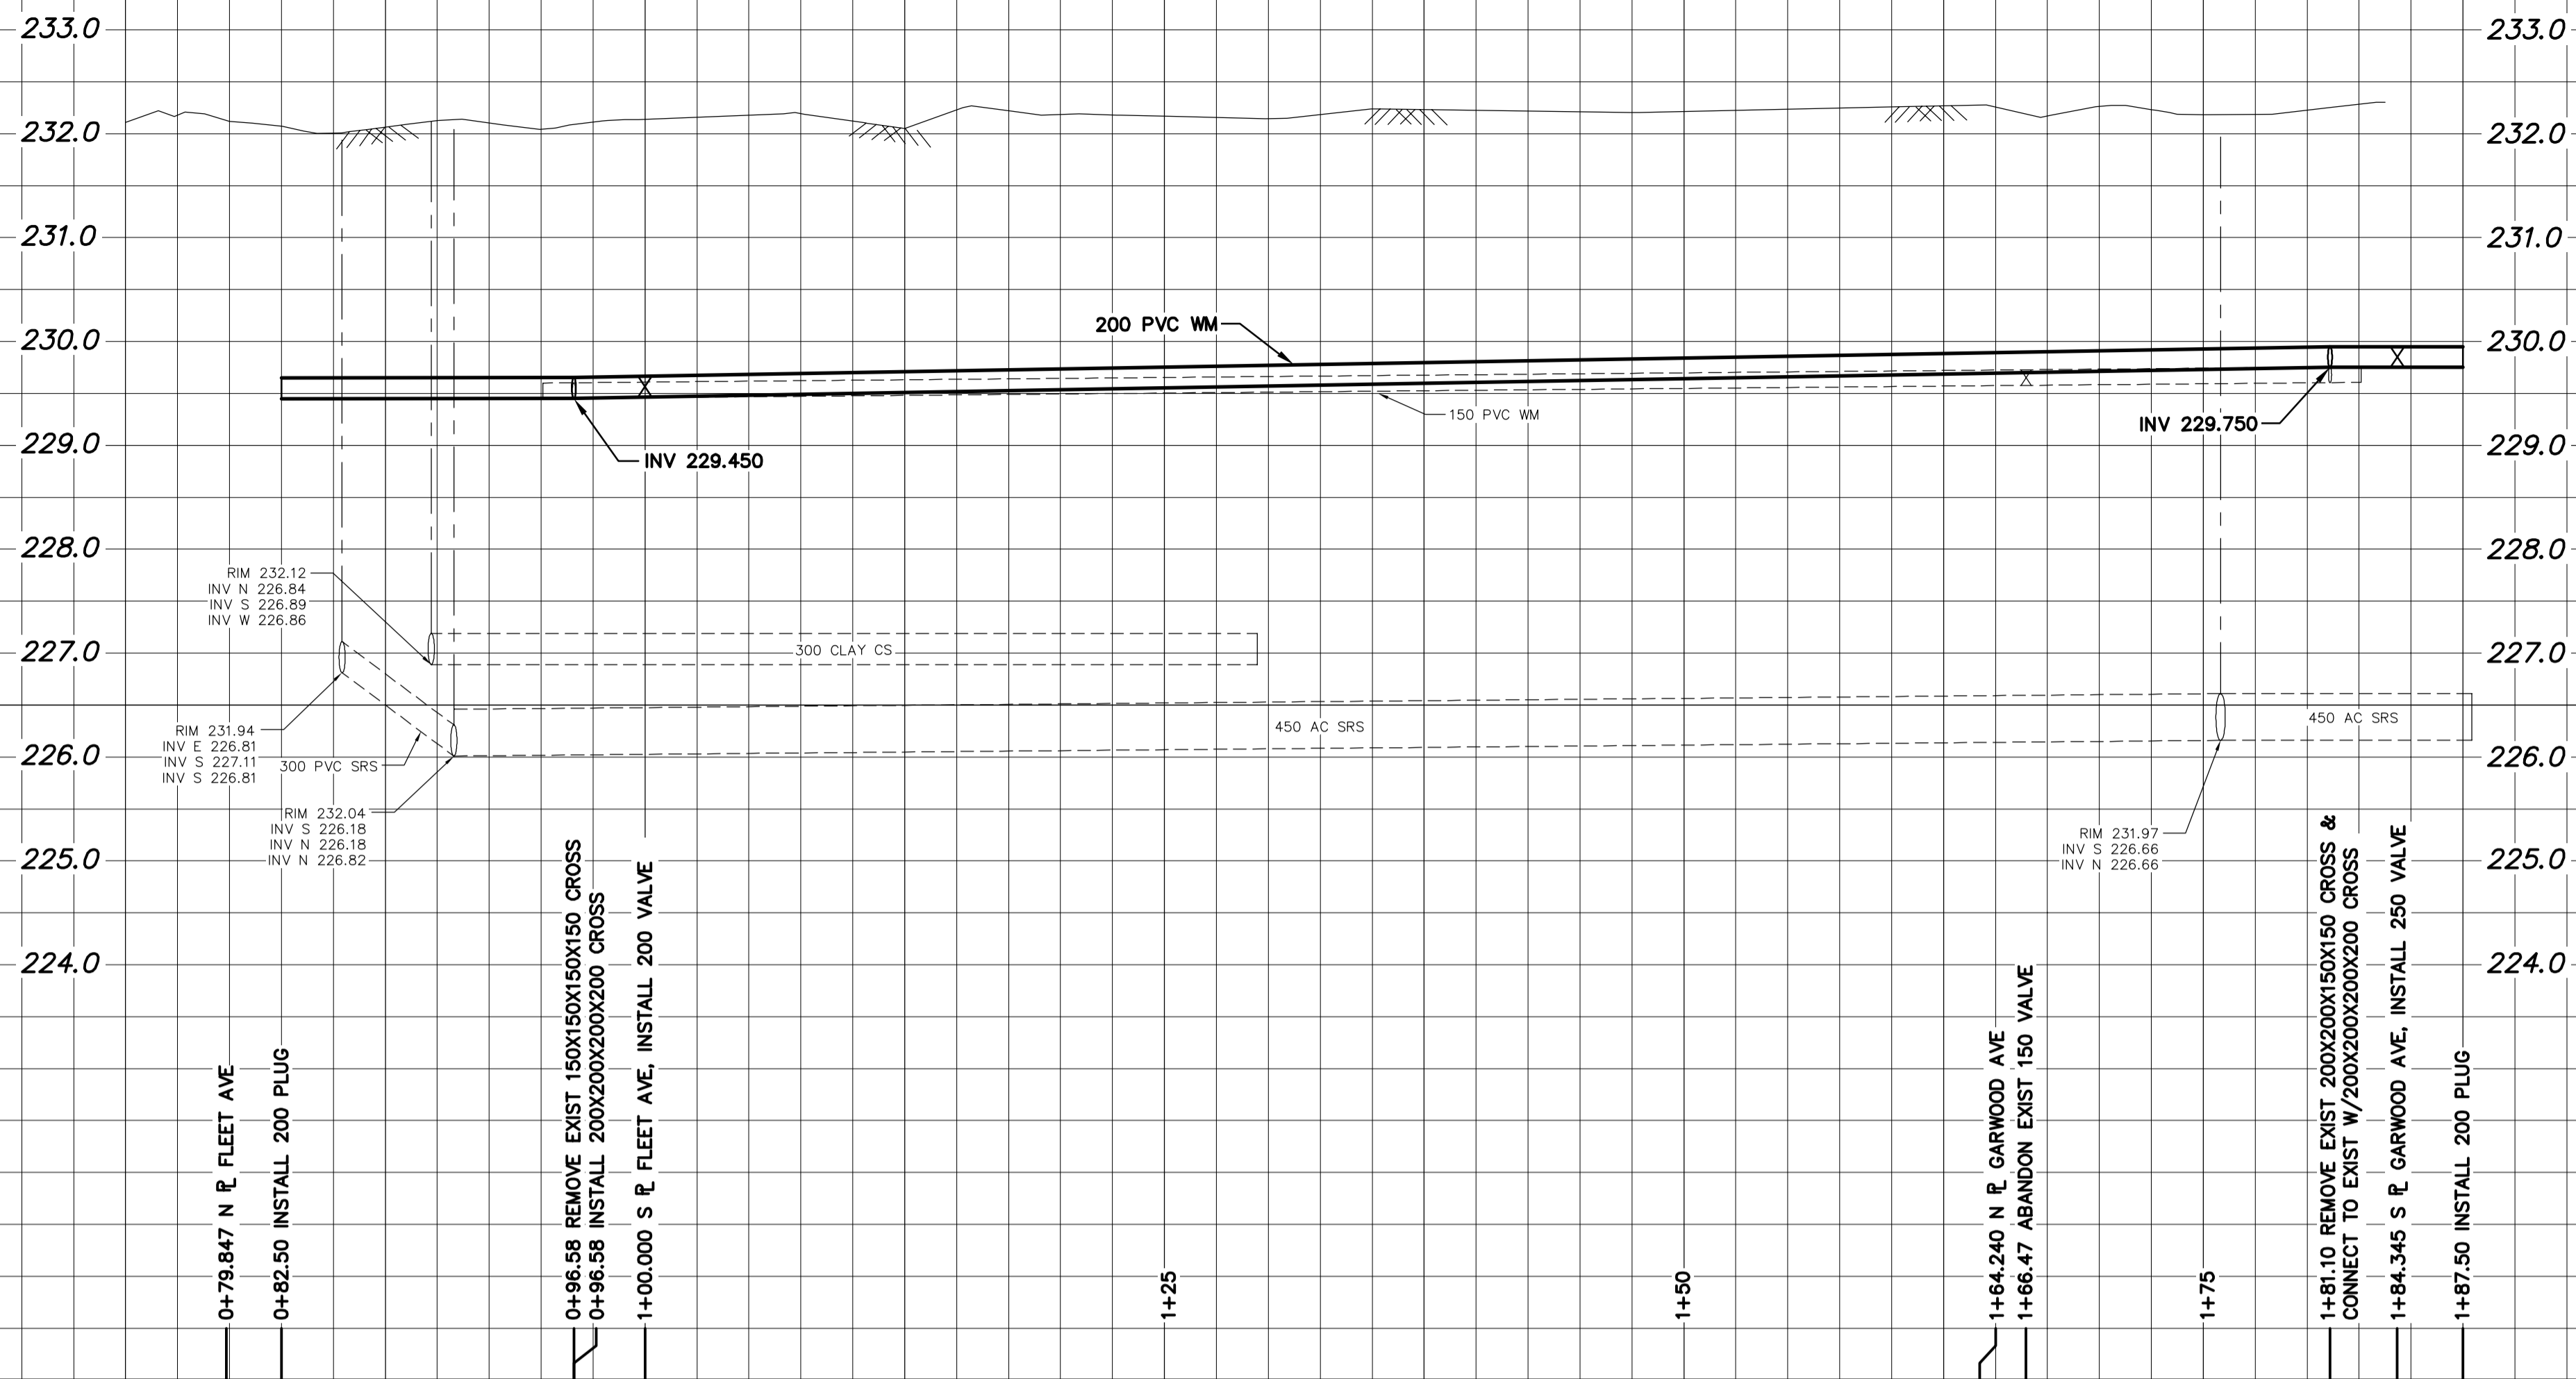 233.0
233.0
232.0
232.0
231.0
231.0
200 PVC WM
230.0
230.0
150 PVC WM
INV 229.750
229.0
229.0
INV 229.450
228.0
228.0
RIM 232.12
INV N 226.84
INV S 226.89
INV W 226.86
227.0
300 CLAY CS
227.0
RIM 231.94
INV E 226.81
INV S 227.11
INV S 226.81
300 PVC SRS
450 AC SRS
450 AC SRS
226.0
226.0
RIM 232.04
INV S 226.18
INV N 226.18
INV N 226.82
RIM 231.97
INV S 226.66
INV N 226.66
225.0
225.0
224.0
224.0
0+79.847 N PL FLEET AVE
0+82.50 INSTALL 200 PLUG
0+96.58 REMOVE EXIST 150X150X150X150 CROSS
0+96.58 INSTALL 200X200X200X200 CROSS
1+00.000 S PL FLEET AVE, INSTALL 200 VALVE
1+25
1+50
1+64.240 N PL GARWOOD AVE
1+66.47 ABANDON EXIST 150 VALVE
1+75
1+81.10 REMOVE EXIST 200X200X150X150 CROSS &
CONNECT TO EXIST W/200X200X200X200 CROSS
1+84.345 S PL GARWOOD AVE, INSTALL 250 VALVE
1+87.50 INSTALL 200 PLUG